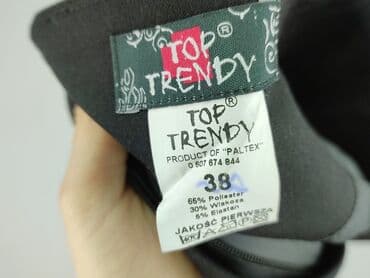 TOP®
TRENDY
TOP®
TRENDY
PRODUCT OF "PALTEX"
0 607 674 844
38
65% Poliester
30% Wiskoza
5% Elastan
JAKOŚĆ PIERWSZA